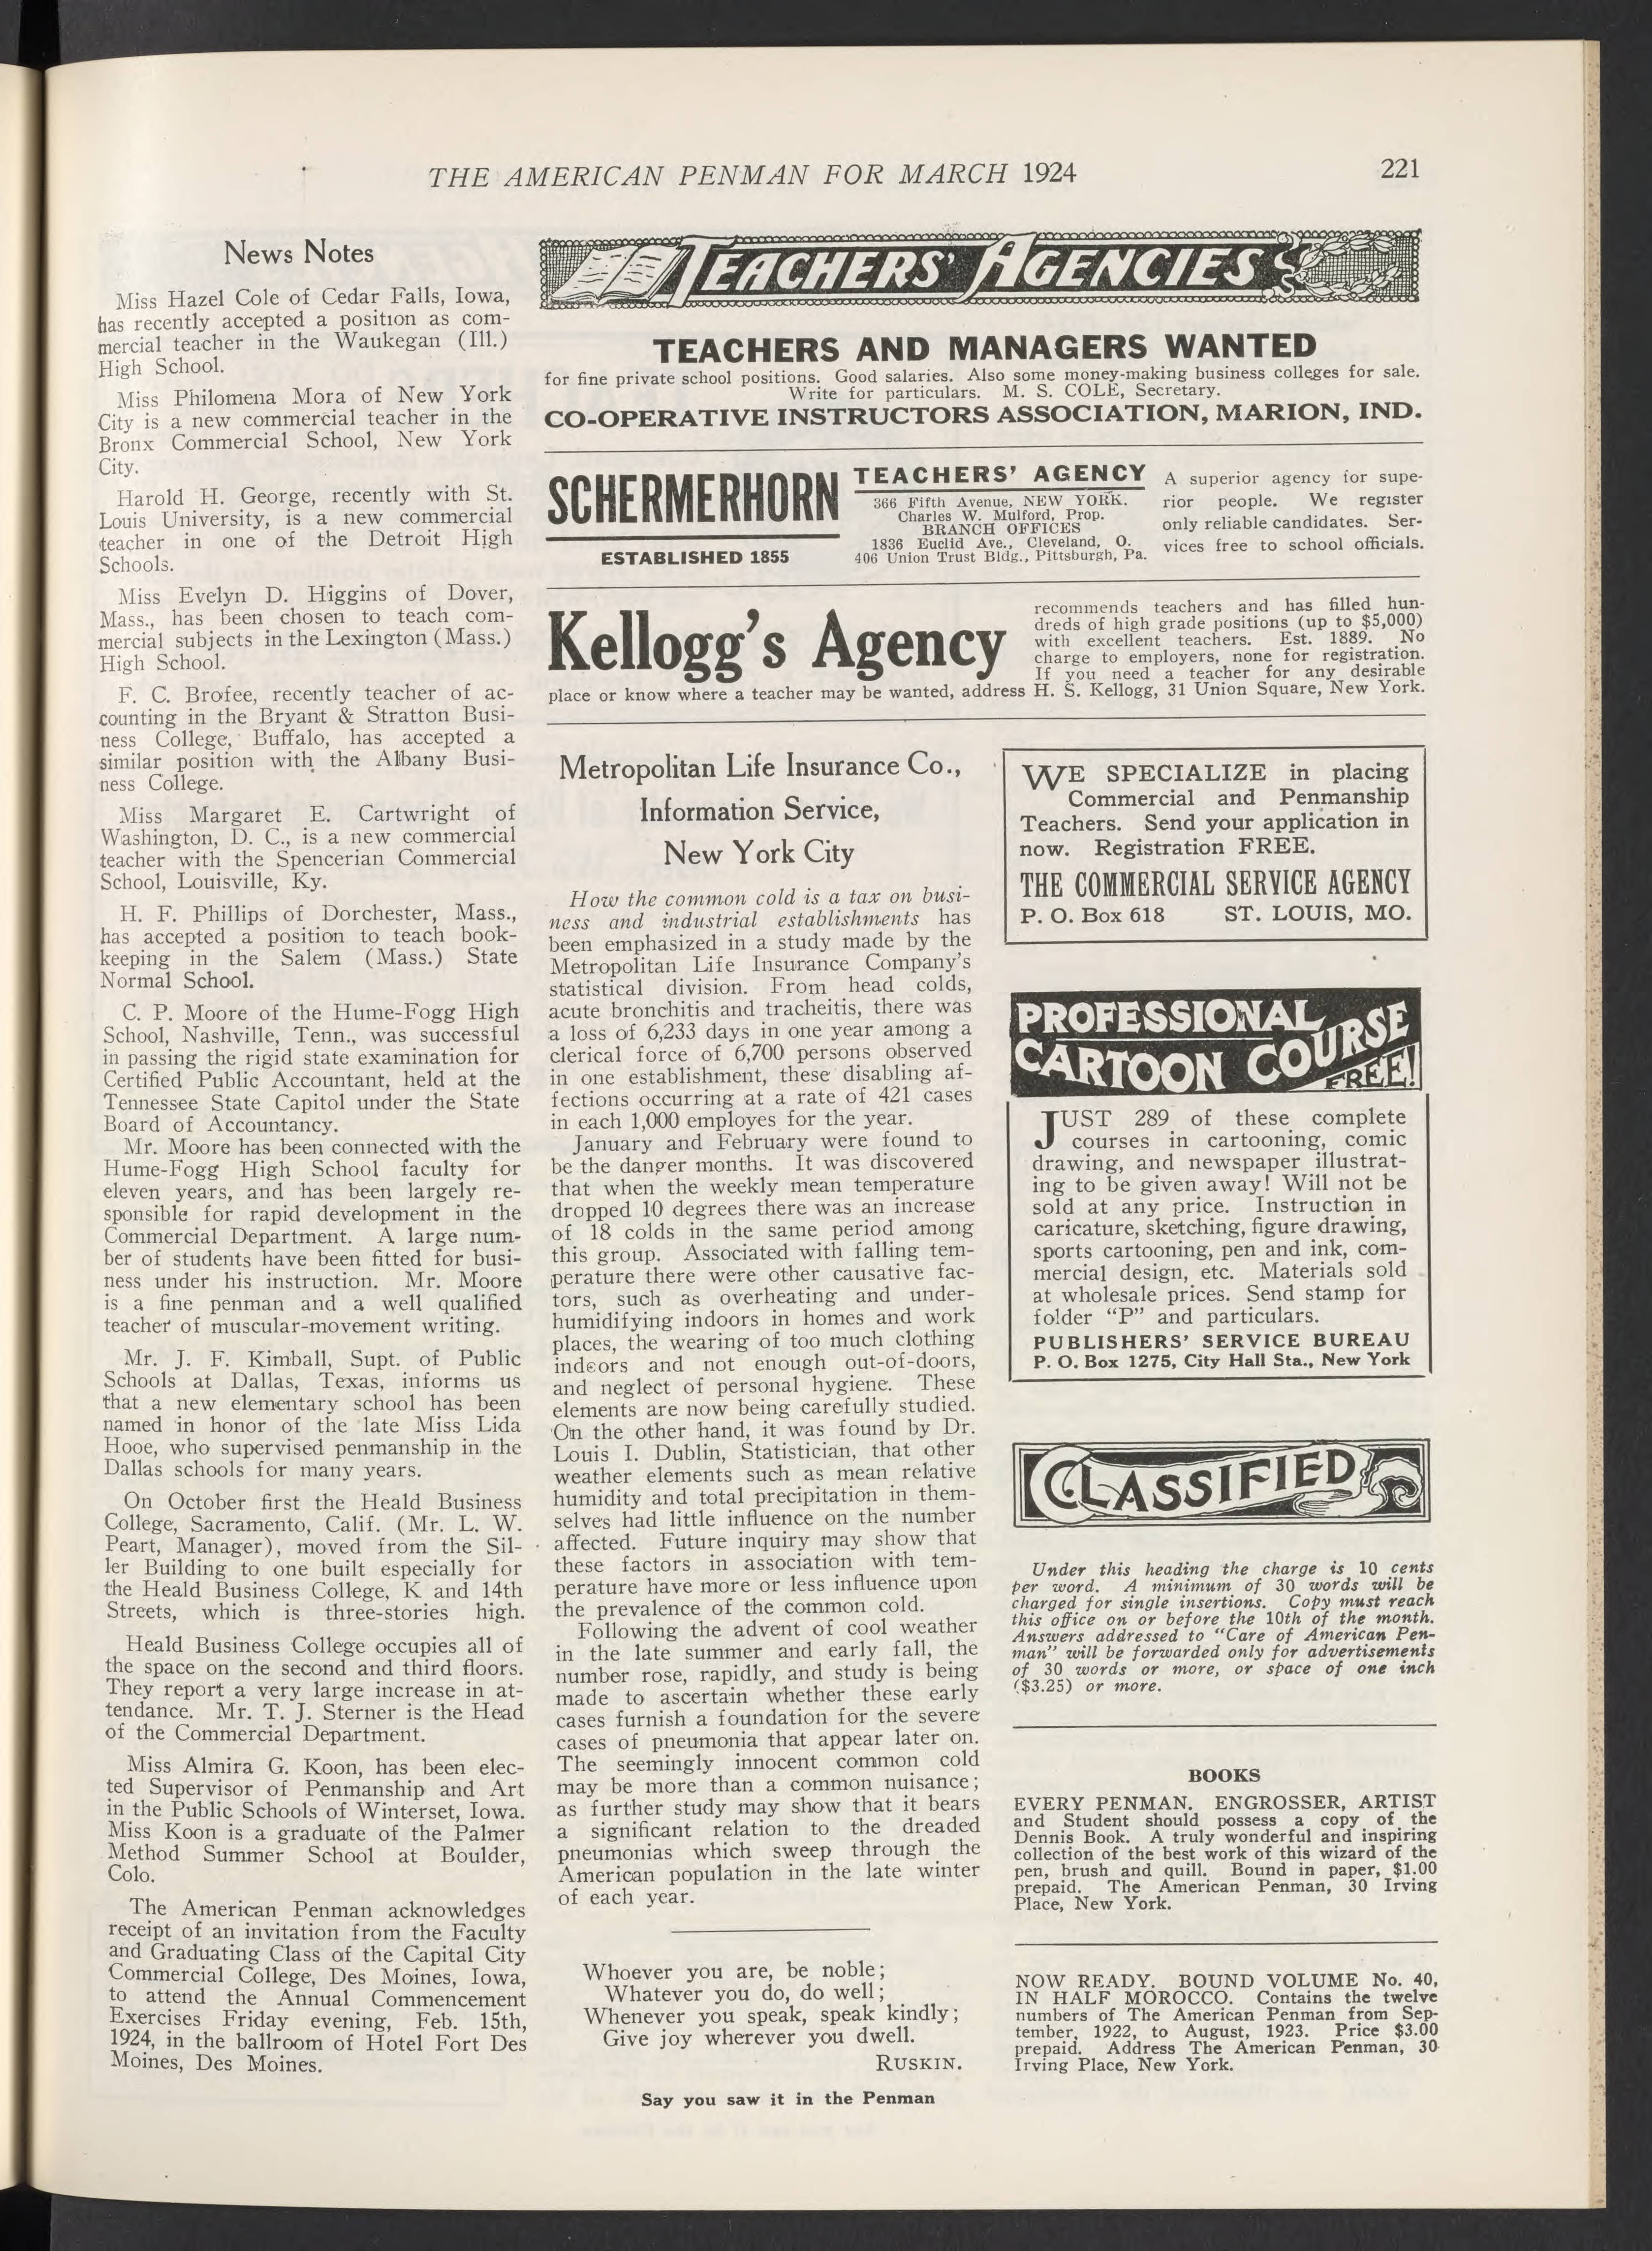 THE AMERICAN PENMAN FOR MARCH 1924
221
News Notes
Miss Hazel Cole of Cedar Falls, Iowa,
has recently accepted a position as com-
mercial teacher in the Waukegan (Ill.)
High School.
Miss Philomena Mora of New York
City is a new commercial teacher in the
Bronx Commercial School, New York
City.
Harold H. George, recently with St.
Louis University, is a new commercial
teacher in one of the Detroit High
Schools.
Miss Evelyn D. Higgins of Dover,
Mass., has been chosen to teach com-
mercial subjects in the Lexington (Mass.)
High School.
F. C. Brofee, recently teacher of ac-
counting in the Bryant & Stratton Busi-
ness College, Buffalo, has accepted a
similar position with the Albany Busi-
ness College.
Miss Margaret E. Cartwright of
Washington, D. C., is a new commercial
teacher with the Spencerian Commercial
School, Louisville, Ky.
H. F. Phillips of Dorchester, Mass.,
has accepted a position to teach book-
keeping in the Salem (Mass.) State
Normal School.
C. P. Moore of the Hume-Fogg High
School, Nashville, Tenn., was successful
in passing the rigid state examination for
Certified Public Accountant, held at the
Tennessee State Capitol under the State
Board of Accountancy.
Mr. Moore has been connected with the
Hume-Fogg High School faculty for
eleven years, and has been largely re-
sponsible for rapid development in the
Commercial Department. A large num-
ber of students have been fitted for busi-
ness under his instruction. Mr. Moore
is a fine penman and a well qualified
teacher of muscular-movement writing.
Mr. J. F. Kimball, Supt. of Public
Schools at Dallas, Texas, informs us
that a new elementary school has been
named in honor of the late Miss Lida
Hooe, who supervised penmanship in the
Dallas schools for many years.
On October first the Heald Business
College, Sacramento, Calif. (Mr. L. W.
Peart, Manager), moved from the Sil-
ler Building to one built especially for
the Heald Business College, K and 14th
Streets, which is three-stories high.
Heald Business College occupies all of
the space on the second and third floors.
They report a very large increase in at-
tendance. Mr. T. J. Sterner is the Head
of the Commercial Department.
Miss Almira G. Koon, has been elec-
ted Supervisor of Penmanship and Art
in the Public Schools of Winterset, Iowa.
Miss Koon is a graduate of the Palmer
Method Summer School at Boulder,
Colo.
The American Penman acknowledges
receipt of an invitation from the Faculty
and Graduating Class of the Capital City
Commercial College, Des Moines, Iowa,
to attend the Annual Commencement
Exercises Friday evening, Feb. 15th,
1924, in the ballroom of Hotel Fort Des
Moines, Des Moines.
TEACHERS' AGENCIES
TEACHERS AND MANAGERS WANTED
for fine private school positions. Good salaries. Also some money-making business colleges for sale.
Write for particulars. M. S. COLE, Secretary.
CO-OPERATIVE INSTRUCTORS ASSOCIATION, MARION, IND.
SCHERMERHORN
ESTABLISHED 1855
TEACHERS' AGENCY
366 Fifth Avenue, NEW YORK.
Charles W. Mulford, Prop.
BRANCH OFFICES
1836 Euclid Ave., Cleveland, O.
406 Union Trust Bldg., Pittsburgh, Pa.
A superior agency for supe-
rior people. We register
only reliable candidates. Ser-
vices free to school officials.
Kellogg's Agency
recommends teachers and has filled hun-
dreds of high grade positions (up to $5,000)
with excellent teachers. Est. 1889. No
charge to employers, none for registration.
If you need a teacher for any desirable
place or know where a teacher may be wanted, address H. S. Kellogg, 31 Union Square, New York.
Metropolitan Life Insurance Co.,
Information Service,
New York City
How the common cold is a tax on busi-
ness and industrial establishments has
been emphasized in a study made by the
Metropolitan Life Insurance Company's
statistical division. From head colds,
acute bronchitis and tracheitis, there was
a loss of 6,233 days in one year among a
clerical force of 6,700 persons observed
in one establishment, these disabling af-
fections occurring at a rate of 421 cases
in each 1,000 employes for the year.
January and February were found to
be the danger months. It was discovered
that when the weekly mean temperature
dropped 10 degrees there was an increase
of 18 colds in the same period among
this group. Associated with falling tem-
perature there were other causative fac-
tors, such as overheating and under-
humidifying indoors in homes and work
places, the wearing of too much clothing
indoors and not enough out-of-doors,
and neglect of personal hygiene. These
elements are now being carefully studied.
On the other hand, it was found by Dr.
Louis I. Dublin, Statistician, that other
weather elements such as mean relative
humidity and total precipitation in them-
selves had little influence on the number
affected. Future inquiry may show that
these factors in association with tem-
perature have more or less influence upon
the prevalence of the common cold.
Following the advent of cool weather
in the late summer and early fall, the
number rose, rapidly, and study is being
made to ascertain whether these early
cases furnish a foundation for the severe
cases of pneumonia that appear later on.
The seemingly innocent common cold
may be more than a common nuisance;
as further study may show that it bears
a significant relation to the dreaded
pneumonias which sweep through the
American population in the late winter
of each year.
Whoever you are, be noble;
Whatever you do, do well;
Whenever you speak, speak kindly;
Give joy wherever you dwell.
RUSKIN.
WE SPECIALIZE in placing
Commercial and Penmanship
Teachers. Send your application in
now. Registration FREE.
THE COMMERCIAL SERVICE AGENCY
P. O. Box 618 ST. LOUIS, MO.
PROFESSIONAL
CARTOON COURSE
FREE!
JUST 289 of these complete
courses in cartooning, comic
drawing, and newspaper illustrat-
ing to be given away! Will not be
sold at any price. Instruction in
caricature, sketching, figure drawing,
sports cartooning, pen and ink, com-
mercial design, etc. Materials sold
at wholesale prices. Send stamp for
folder "P" and particulars.
PUBLISHERS' SERVICE BUREAU
P. O. Box 1275, City Hall Sta., New York
CLASSIFIED
Under this heading the charge is 10 cents
per word. A minimum of 30 words will be
charged for single insertions. Copy must reach
this office on or before the 10th of the month.
Answers addressed to "Care of American Pen-
man" will be forwarded only for advertisements
of 30 words or more, or space of one inch
($3.25) or more.
BOOKS
EVERY PENMAN. ENGROSSER, ARTIST
and Student should possess a copy of the
Dennis Book. A truly wonderful and inspiring
collection of the best work of this wizard of the
pen, brush and quill. Bound in paper, $1.00
prepaid. The American Penman, 30 Irving
Place, New York.
NOW READY. BOUND VOLUME No. 40,
IN HALF MOROCCO. Contains the twelve
numbers of The American Penman from Sep-
tember, 1922, to August, 1923. Price $3.00
prepaid. Address The American Penman, 30
Irving Place, New York.
Say you saw it in the Penman